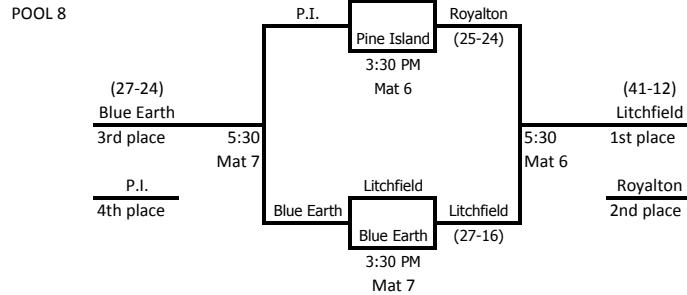 POOL 8
P.I.
Royalton
Pine Island
(25-24)
3:30 PM
Mat 6
(27-24)
Blue Earth
3rd place
5:30
Mat 7
(41-12)
Litchfield
1st place
5:30
Mat 6
P.I.
4th place
Royalton
2nd place
Litchfield
Blue Earth
Litchfield
Blue Earth
(27-16)
3:30 PM
Mat 7